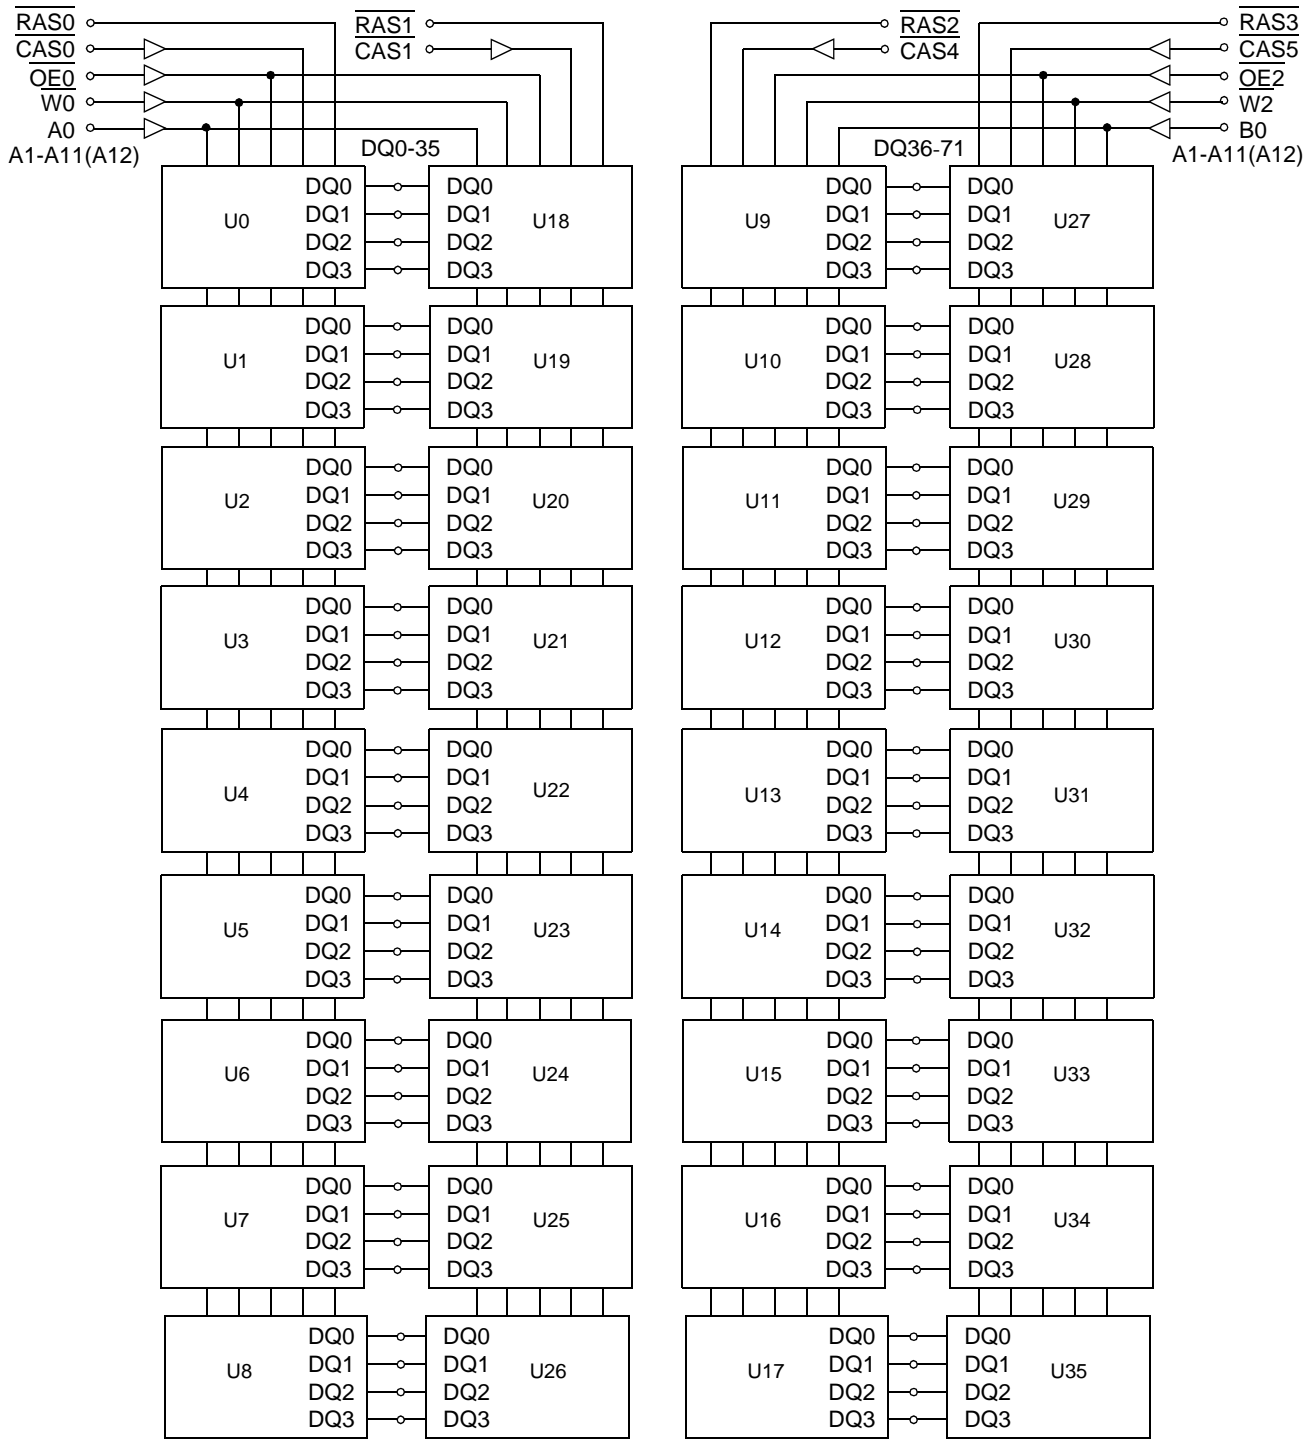 RAS0 RAS1 RAS2 RAS3
CAS0 CAS1 CAS4 CAS5
OE0 OE2
W0 W2
A0 B0
A1-A11(A12) DQ0-35 DQ36-71 A1-A11(A12)
DQ0 DQ0 DQ0 DQ0
U0 DQ1 DQ1 U18 U9 DQ1 DQ1 U27
DQ2 DQ2 DQ2 DQ2
DQ3 DQ3 DQ3 DQ3
DQ0 DQ0 DQ0 DQ0
U1 DQ1 DQ1 U19 U10 DQ1 DQ1 U28
DQ2 DQ2 DQ2 DQ2
DQ3 DQ3 DQ3 DQ3
DQ0 DQ0 DQ0 DQ0
U2 DQ1 DQ1 U20 U11 DQ1 DQ1 U29
DQ2 DQ2 DQ2 DQ2
DQ3 DQ3 DQ3 DQ3
DQ0 DQ0 DQ0 DQ0
U3 DQ1 DQ1 U21 U12 DQ1 DQ1 U30
DQ2 DQ2 DQ2 DQ2
DQ3 DQ3 DQ3 DQ3
DQ0 DQ0 DQ0 DQ0
U4 DQ1 DQ1 U22 U13 DQ1 DQ1 U31
DQ2 DQ2 DQ2 DQ2
DQ3 DQ3 DQ3 DQ3
DQ0 DQ0 DQ0 DQ0
U5 DQ1 DQ1 U23 U14 DQ1 DQ1 U32
DQ2 DQ2 DQ2 DQ2
DQ3 DQ3 DQ3 DQ3
DQ0 DQ0 DQ0 DQ0
U6 DQ1 DQ1 U24 U15 DQ1 DQ1 U33
DQ2 DQ2 DQ2 DQ2
DQ3 DQ3 DQ3 DQ3
DQ0 DQ0 DQ0 DQ0
U7 DQ1 DQ1 U25 U16 DQ1 DQ1 U34
DQ2 DQ2 DQ2 DQ2
DQ3 DQ3 DQ3 DQ3
DQ0 DQ0 DQ0 DQ0
U8 DQ1 DQ1 U26 U17 DQ1 DQ1 U35
DQ2 DQ2 DQ2 DQ2
DQ3 DQ3 DQ3 DQ3